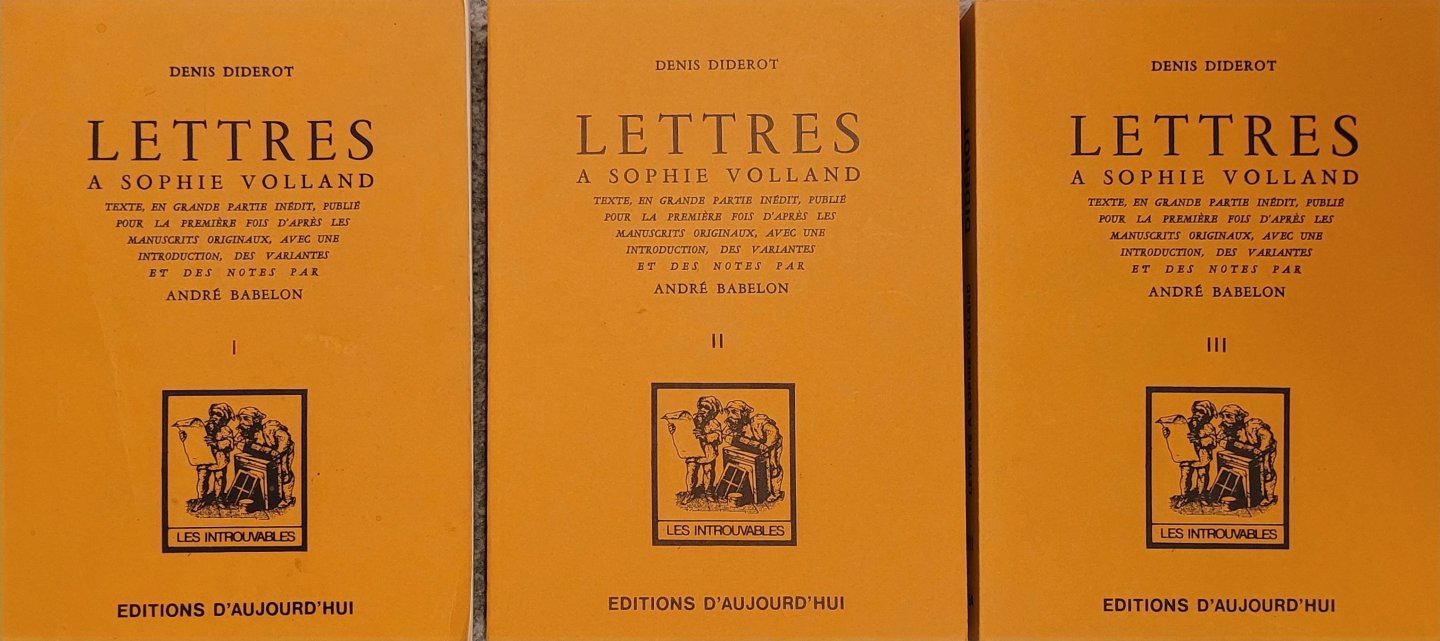 DENIS DIDEROT
LETTRES
A SOPHIE VOLLAND
TEXTE, EN GRANDE PARTIE INÉDIT, PUBLIÉ
POUR LA PREMIÈRE FOIS D'APRÈS LES
MANUSCRITS ORIGINAUX, AVEC UNE
INTRODUCTION, DES VARIANTES
ET DES NOTES PAR
ANDRÉ BABELON
I
LES INTROUVABLES
EDITIONS D'AUJOURD'HUI
DENIS DIDEROT
LETTRES
A SOPHIE VOLLAND
TEXTE, EN GRANDE PARTIE INÉDIT, PUBLIÉ
POUR LA PREMIÈRE FOIS D'APRÈS LES
MANUSCRITS ORIGINAUX, AVEC UNE
INTRODUCTION, DES VARIANTES
ET DES NOTES PAR
ANDRÉ BABELON
II
LES INTROUVABLES
EDITIONS D'AUJOURD'HUI
DIDEROT
LETTRES A SOPHIE VOLLAND
DENIS DIDEROT
LETTRES
A SOPHIE VOLLAND
TEXTE, EN GRANDE PARTIE INÉDIT, PUBLIÉ
POUR LA PREMIÈRE FOIS D'APRÈS LES
MANUSCRITS ORIGINAUX, AVEC UNE
INTRODUCTION, DES VARIANTES
ET DES NOTES PAR
ANDRÉ BABELON
III
LES INTROUVABLES
EDITIONS D'AUJOURD'HUI